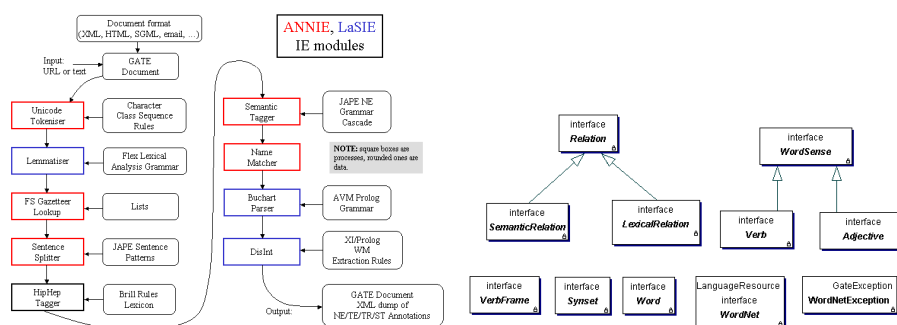 Document format
(XML, HTML, SGML, email, ...)
Input:
URL or text
GATE
Document
ANNIE, LaSIE
IE modules
Unicode
Tokeniser
Character
Class Sequence
Rules
Lemmatiser
Flex Lexical
Analysis Grammar
FS Gazetteer
Lookup
Lists
Sentence
Splitter
JAPE Sentence
Patterns
HipHep
Tagger
Brill Rules
Lexicon
Semantic
Tagger
JAPE NE
Grammar
Cascade
Name
Matcher
NOTE: square boxes are
processes, rounded ones are
data.
Buchart
Parser
AVM Prolog
Grammar
DisInt
XI/Prolog
WM
Extraction Rules
Output:
GATE Document
XML dump of
NE/TE/TR/ST Annotations
interface
Relation
interface
SemanticRelation
interface
LexicalRelation
interface
WordSense
interface
Verb
interface
Adjective
interface
VerbFrame
interface
Synset
interface
Word
LanguageResource
interface
WordNet
GateException
WordNetException